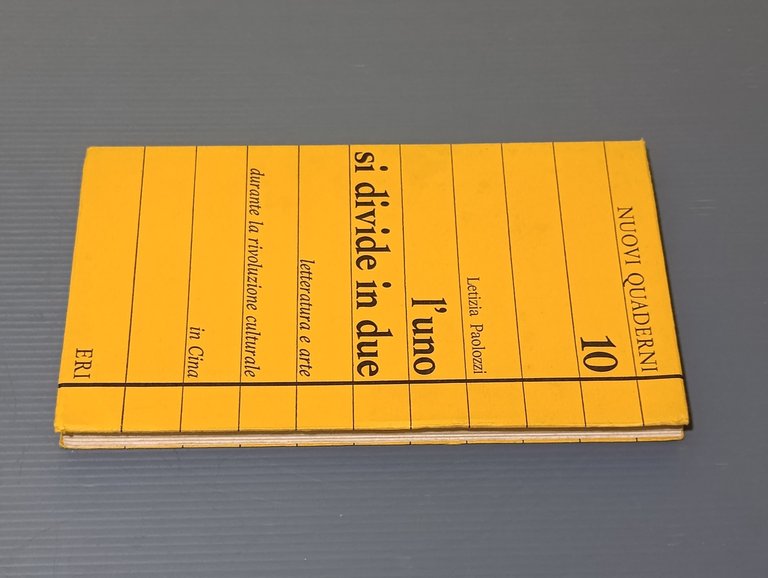 NUOVI QUADERNI
10
Letizia Paolozzi
l'uno
si divide in due
letteratura e arte
durante la rivoluzione culturale
in Cina
ERI